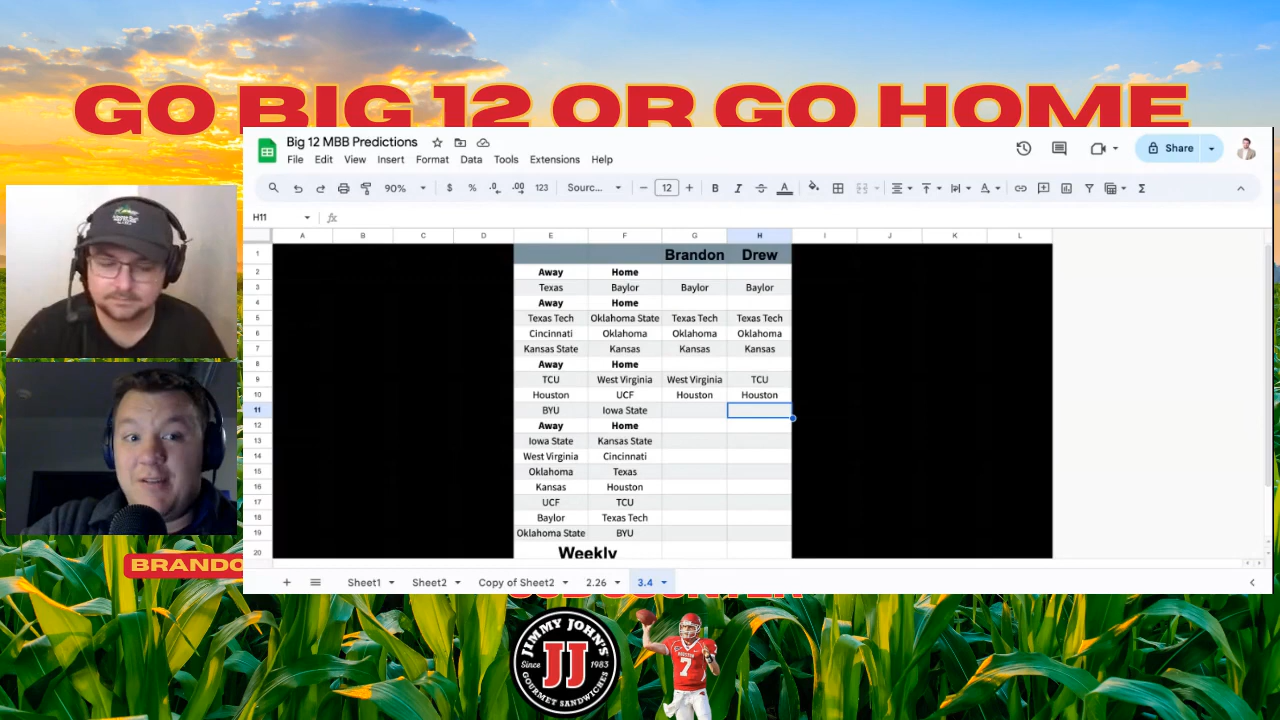 GO BIG 12 OR GO HOME
Big 12 MBB Predictions
File Edit View Insert Format Data Tools Extensions Help
Share
90% $ % .0 .00 123 Sourc... 12 B I A
H11 fx
A B C D E F G H I J K L
1 Brandon Drew
2 Away Home
3 Texas Baylor Baylor Baylor
4 Away Home
5 Texas Tech Oklahoma State Texas Tech Texas Tech
6 Cincinnati Oklahoma Oklahoma Oklahoma
7 Kansas State Kansas Kansas Kansas
8 Away Home
9 TCU West Virginia West Virginia TCU
10 Houston UCF Houston Houston
11 BYU Iowa State
12 Away Home
13 Iowa State Kansas State
14 West Virginia Cincinnati
15 Oklahoma Texas
16 Kansas Houston
17 UCF TCU
18 Baylor Texas Tech
19 Oklahoma State BYU
20 Weekly
Sheet1 Sheet2 Copy of Sheet2 2.26 3.4
BRANDO
JIMMY JOHN'S
Since JJ 1983
GOURMET SANDWICHES
7